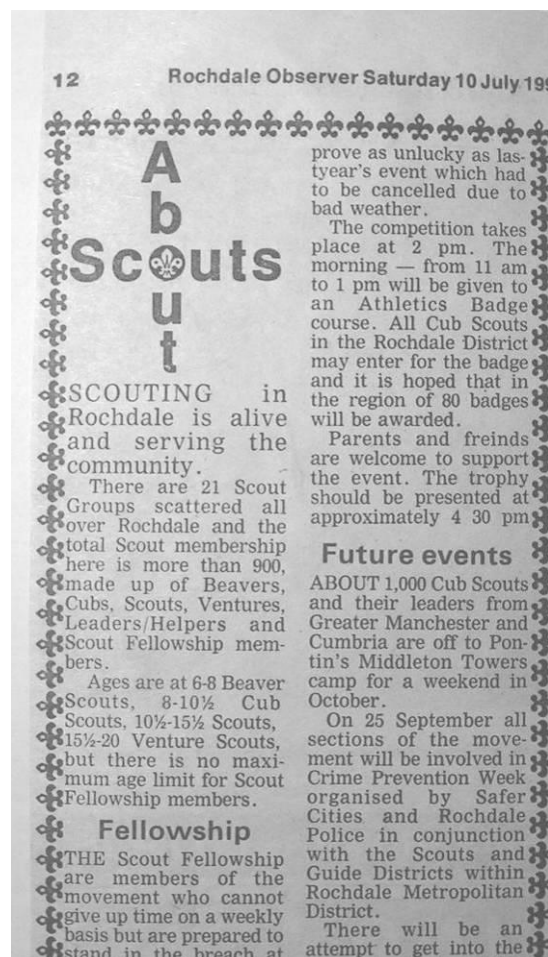 12
Rochdale Observer Saturday 10 July 199
About
Scouts
SCOUTING in
Rochdale is alive
and serving the
community.
There are 21 Scout
Groups scattered all
over Rochdale and the
total Scout membership
here is more than 900,
made up of Beavers,
Cubs, Scouts, Ventures,
Leaders/Helpers and
Scout Fellowship mem-
bers.
Ages are at 6-8 Beaver
Scouts, 8-10½ Cub
Scouts, 10½-15½ Scouts,
15½-20 Venture Scouts,
but there is no maxi-
mum age limit for Scout
Fellowship members.
Fellowship
THE Scout Fellowship
are members of the
movement who cannot
give up time on a weekly
basis but are prepared to
stand in the breach at
prove as unlucky as las-
tyear's event which had
to be cancelled due to
bad weather.
The competition takes
place at 2 pm. The
morning — from 11 am
to 1 pm will be given to
an Athletics Badge
course. All Cub Scouts
in the Rochdale District
may enter for the badge
and it is hoped that in
the region of 80 badges
will be awarded.
Parents and freinds
are welcome to support
the event. The trophy
should be presented at
approximately 4 30 pm
Future events
ABOUT 1,000 Cub Scouts
and their leaders from
Greater Manchester and
Cumbria are off to Pon-
tin's Middleton Towers
camp for a weekend in
October.
On 25 September all
sections of the move-
ment will be involved in
Crime Prevention Week
organised by Safer
Cities and Rochdale
Police in conjunction
with the Scouts and
Guide Districts within
Rochdale Metropolitan
District.
There will be an
attempt to get into the